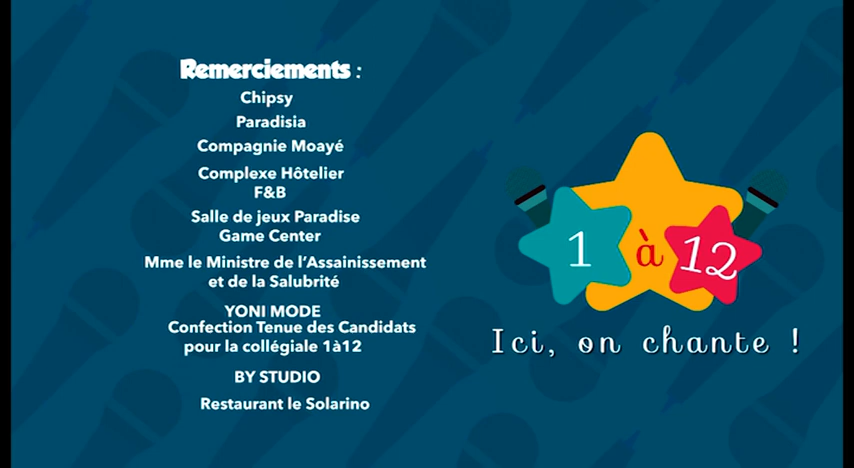 Remerciements :
Chipsy
Paradisia
Compagnie Moayé
Complexe Hôtelier
F&B
Salle de jeux Paradise
Game Center
Mme le Ministre de l’Assainissement
et de la Salubrité
YONI MODE
Confection Tenue des Candidats
pour la collégiale 1à12
BY STUDIO
Restaurant le Solarino
1 à 12
Ici, on chante !